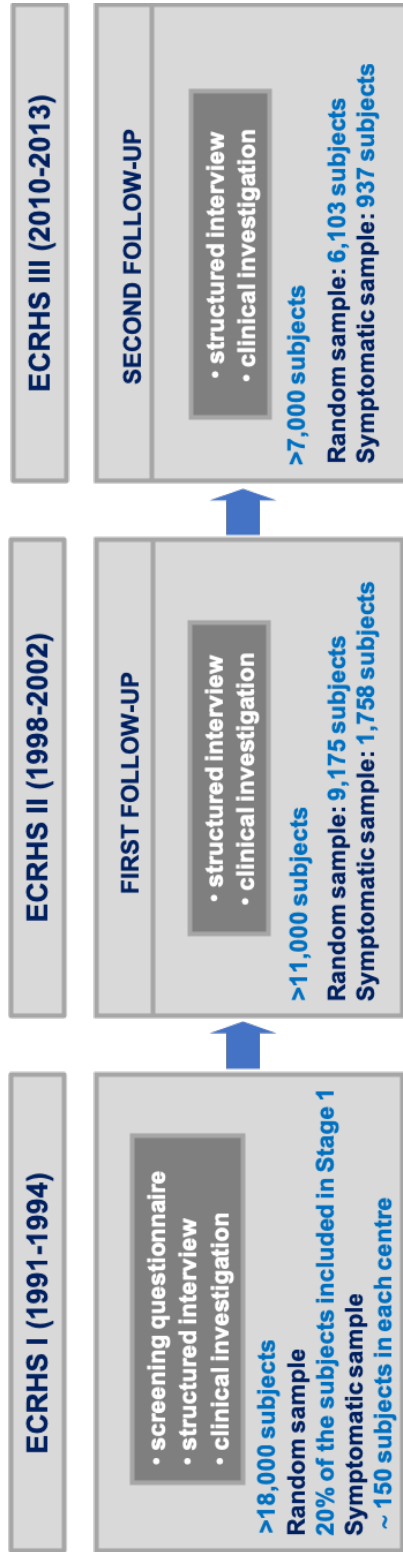 ECRHS I (1991-1994)
• screening questionnaire
• structured interview
• clinical investigation
>18,000 subjects
Random sample
20% of the subjects included in Stage 1
Symptomatic sample
~ 150 subjects in each centre
ECRHS II (1998-2002)
FIRST FOLLOW-UP
• structured interview
• clinical investigation
>11,000 subjects
Random sample: 9,175 subjects
Symptomatic sample: 1,758 subjects
ECRHS III (2010-2013)
SECOND FOLLOW-UP
• structured interview
• clinical investigation
>7,000 subjects
Random sample: 6,103 subjects
Symptomatic sample: 937 subjects